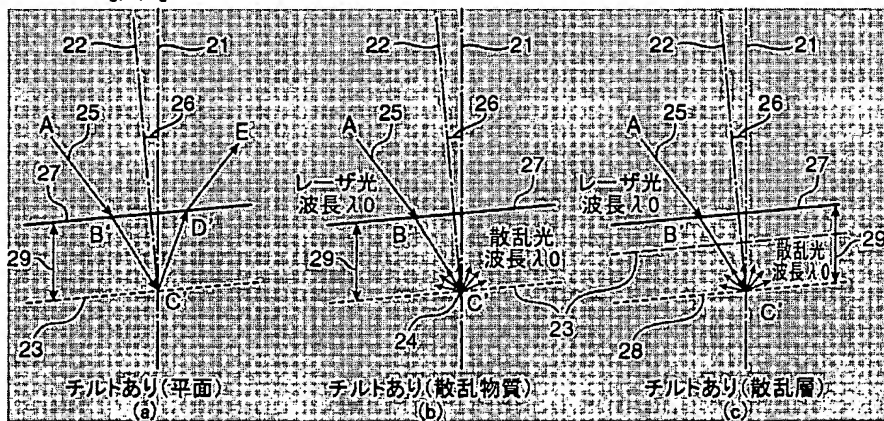 22
21
22
21
22
21
A
25
26
E
27
B'
D'
29
C
23
A
25
26
レーザ光
波長λ0
27
B'
29
散乱光
波長λ0
C
24
23
A
25
26
レーザ光
波長λ0
27
B'
散乱光
波長λ0
29
C
28
チルトあり(平面)
(a)
チルトあり(散乱物質)
(b)
チルトあり(散乱層)
(c)